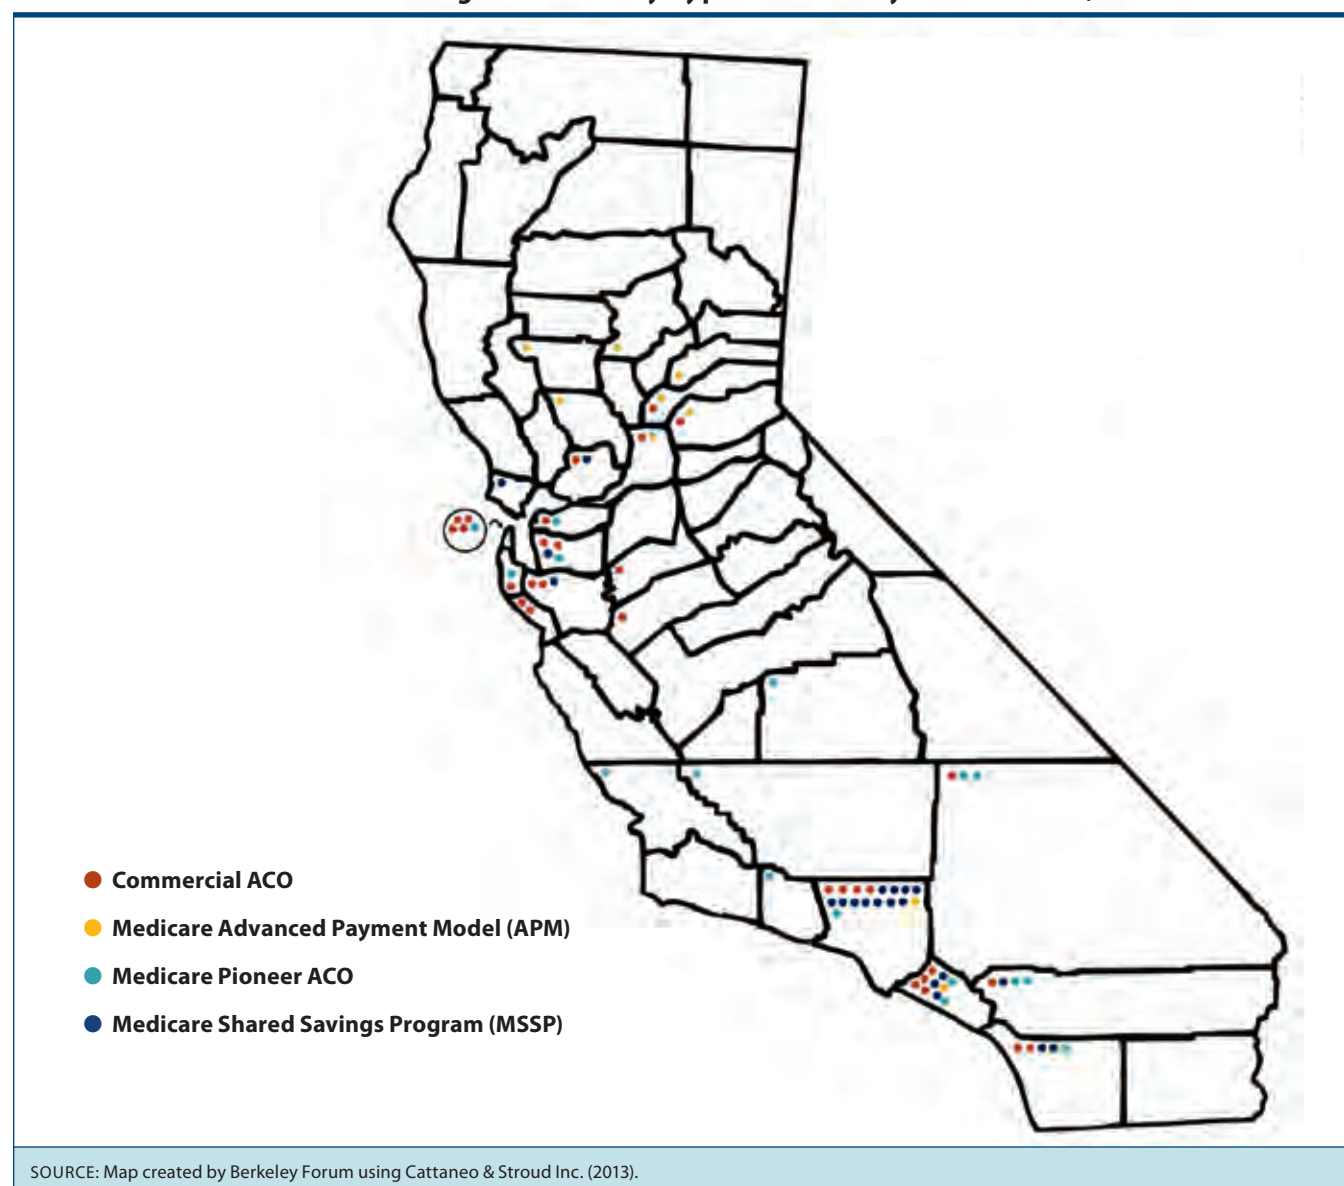 Commercial ACO
Medicare Advanced Payment Model (APM)
Medicare Pioneer ACO
Medicare Shared Savings Program (MSSP)
SOURCE: Map created by Berkeley Forum using Cattaneo & Stroud Inc. (2013).